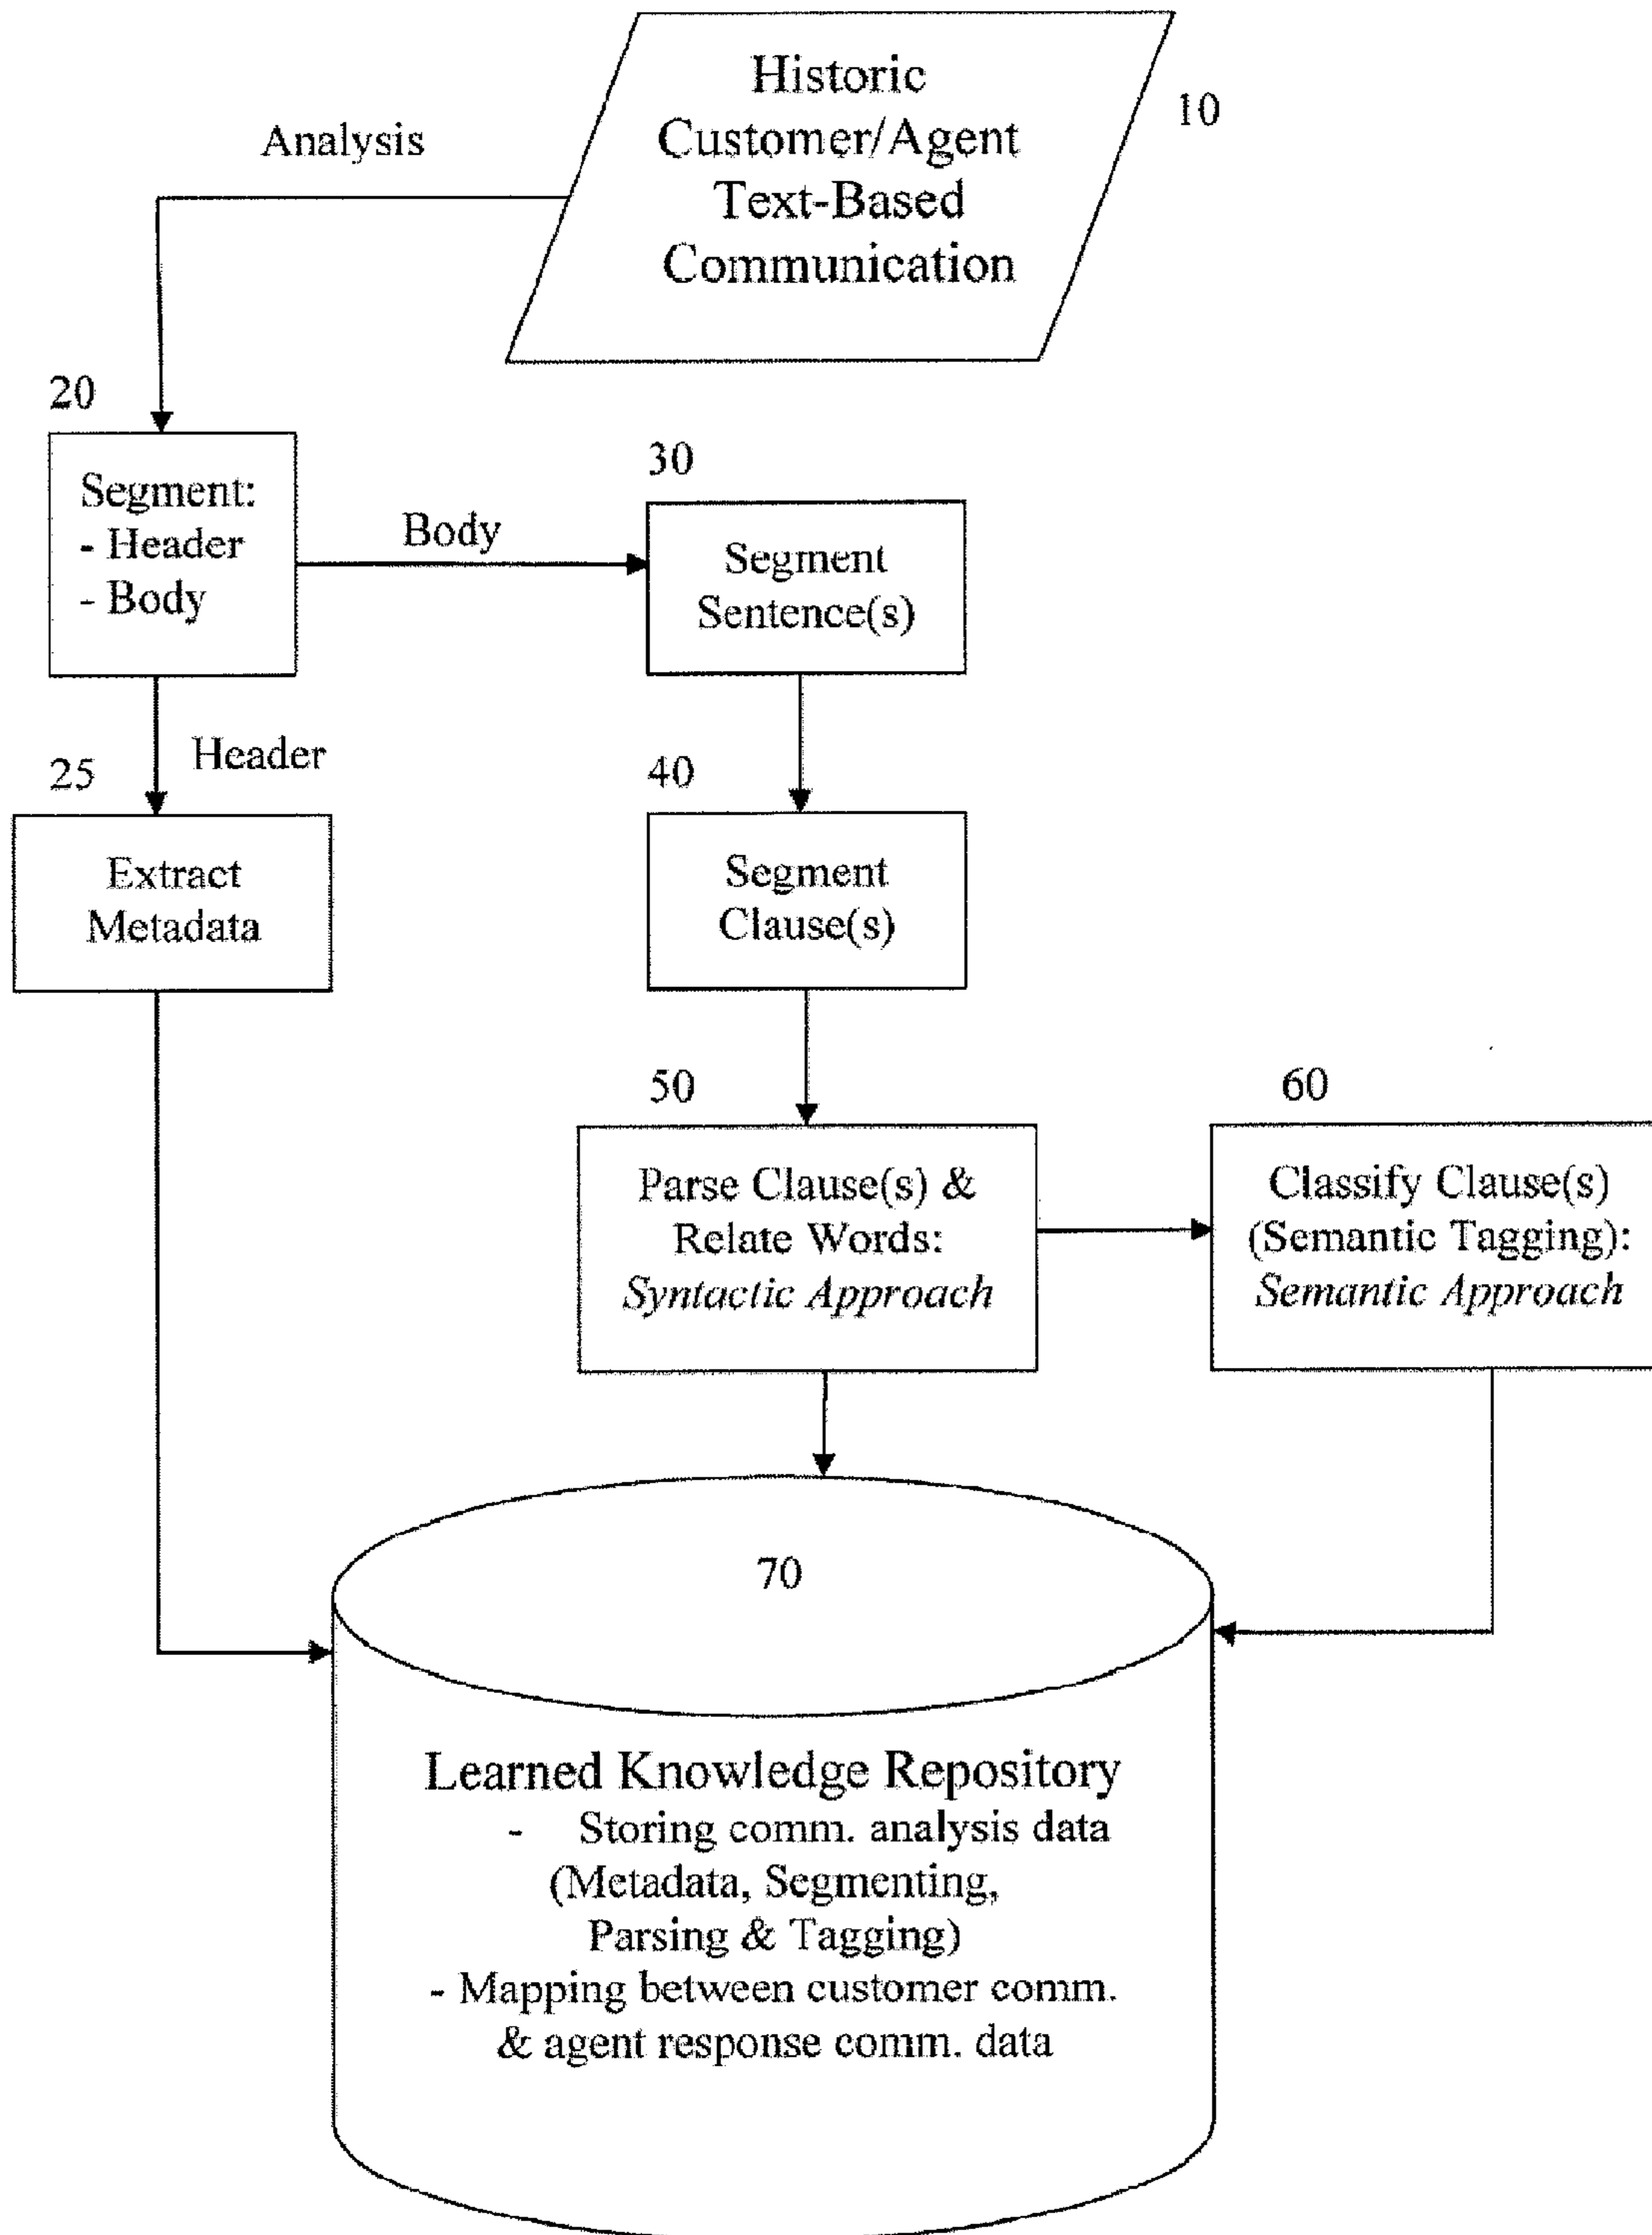 Historic
Customer/Agent
Text-Based
Communication
10
Analysis
20
Segment:
- Header
- Body
Body
30
Segment
Sentence(s)
Header
25
Extract
Metadata
40
Segment
Clause(s)
50
Parse Clause(s) &
Relate Words:
Syntactic Approach
60
Classify Clause(s)
(Semantic Tagging):
Semantic Approach
70
Learned Knowledge Repository
- Storing comm. analysis data
(Metadata, Segmenting,
Parsing & Tagging)
- Mapping between customer comm.
& agent response comm. data